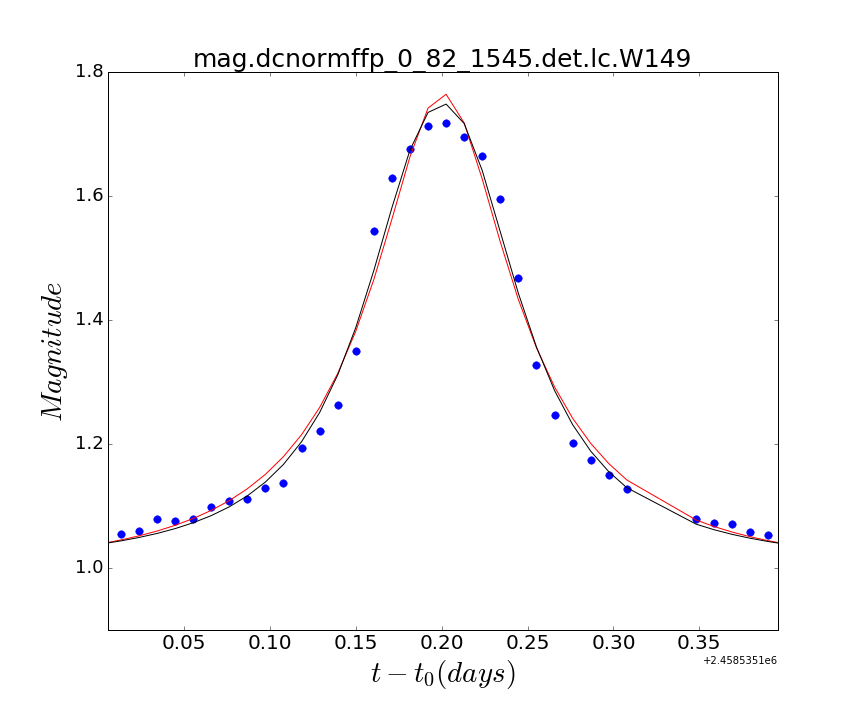 mag.dcnormffp_0_82_1545.det.lc.W149
1.8
1.6
1.4
1.2
1.0
Magnitude
0.05 0.10 0.15 0.20 0.25 0.30 0.35
+2.4585351e6
t − t₀(days)